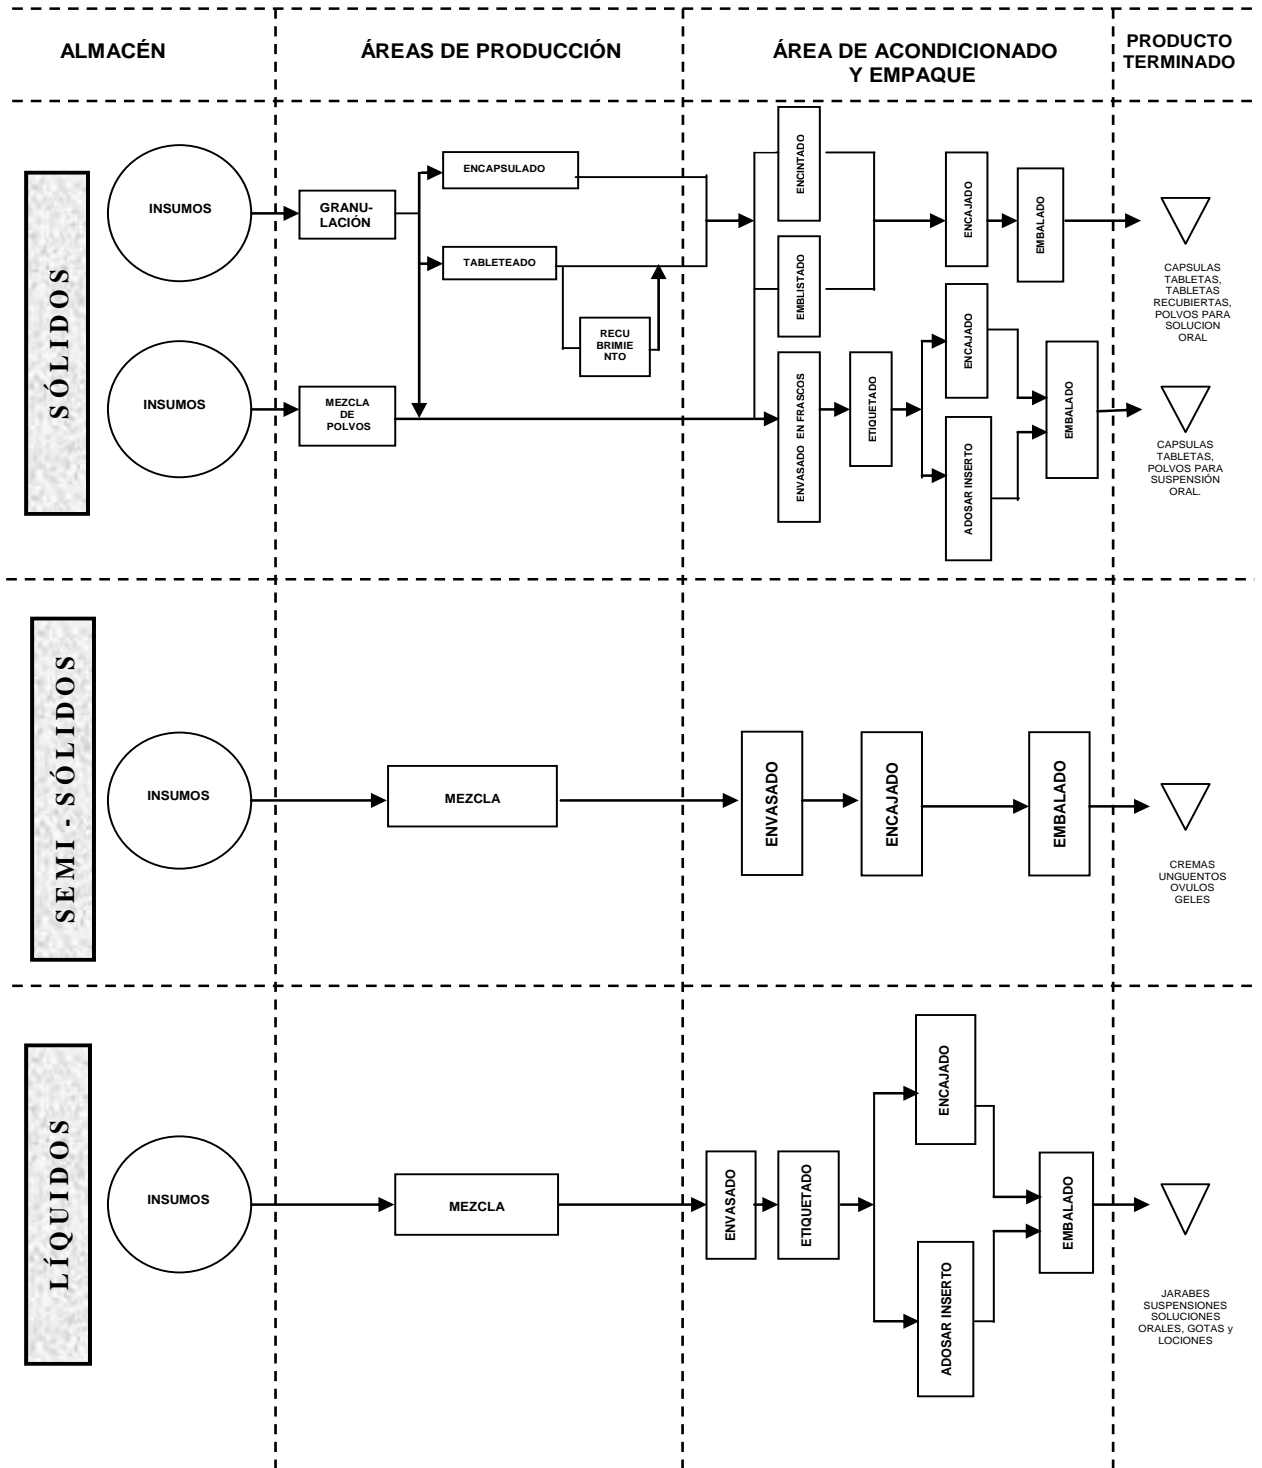 ALMACÉN
ÁREAS DE PRODUCCIÓN
ÁREA DE ACONDICIONADO
Y EMPAQUE
PRODUCTO
TERMINADO
SÓLIDOS
INSUMOS
GRANU-
LACIÓN
ENCAPSULADO
TABLETEADO
RECU
BRIMIE
NTO
ENCINTADO
EMBLISTADO
ENCAJADO
EMBALADO
CAPSULAS
TABLETAS,
TABLETAS
RECUBIERTAS,
POLVOS PARA
SOLUCION
ORAL
INSUMOS
MEZCLA
DE
POLVOS
ENVASADO EN FRASCOS
ETIQUETADO
ENCAJADO
ADOSAR INSERTO
EMBALADO
CAPSULAS
TABLETAS,
POLVOS PARA
SUSPENSIÓN
ORAL.
SEMI - SÓLIDOS
INSUMOS
MEZCLA
ENVASADO
ENCAJADO
EMBALADO
CREMAS
UNGUENTOS
OVULOS
GELES
LÍQUIDOS
INSUMOS
MEZCLA
ENVASADO
ETIQUETADO
ENCAJADO
ADOSAR INSERTO
EMBALADO
JARABES
SUSPENSIONES
SOLUCIONES
ORALES, GOTAS y
LOCIONES